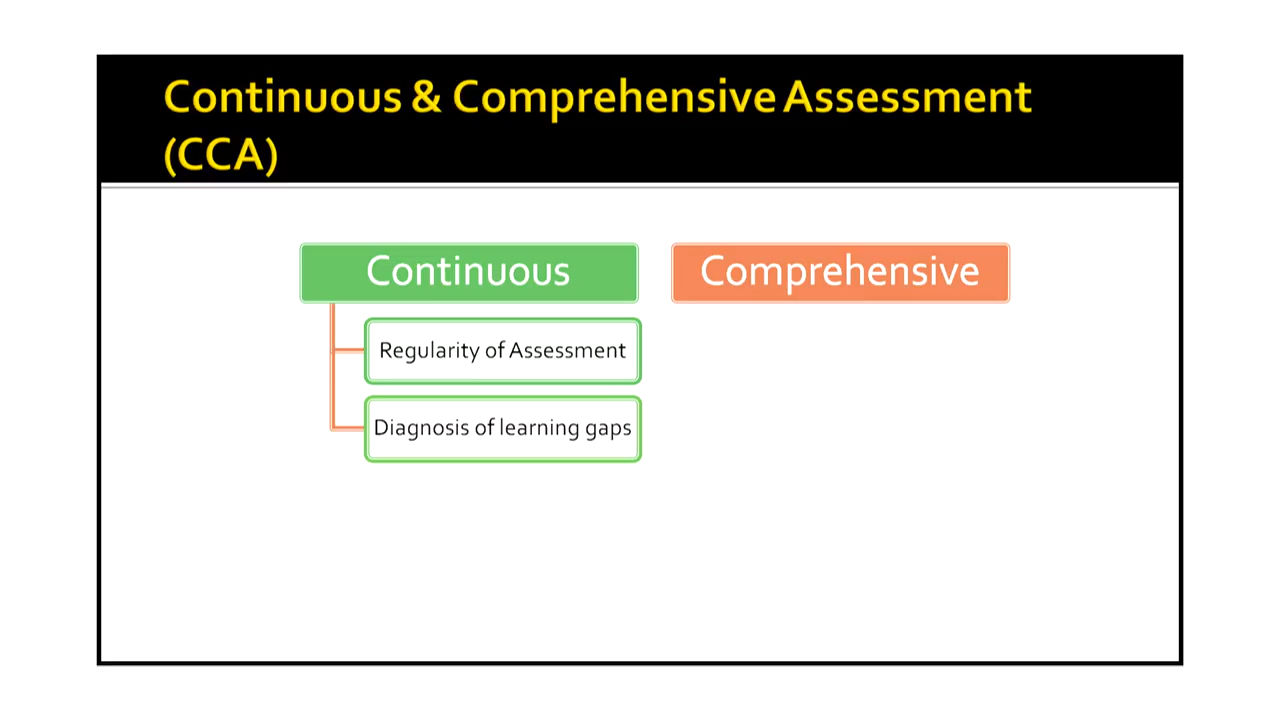 Continuous & Comprehensive Assessment
(CCA)
Continuous
Comprehensive
Regularity of Assessment
Diagnosis of learning gaps